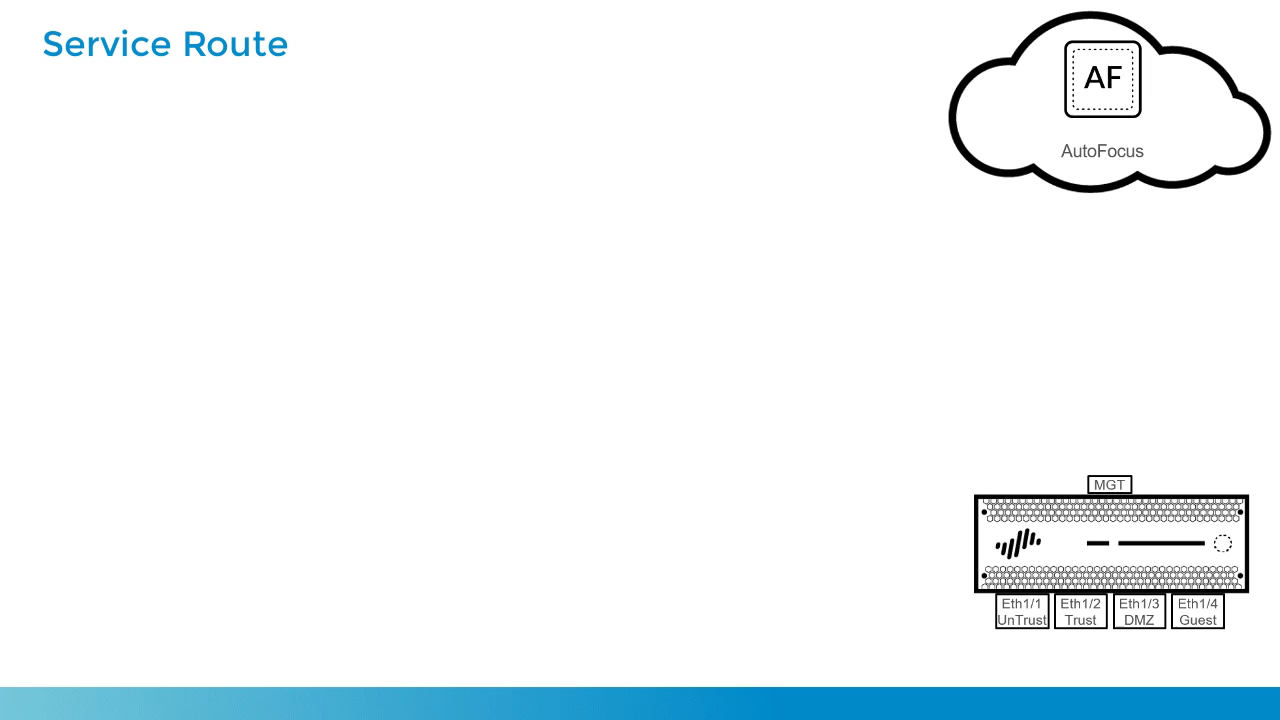 Service Route
AF
AutoFocus
MGT
Eth1/1 Eth1/2 Eth1/3 Eth1/4
UnTrust Trust DMZ Guest